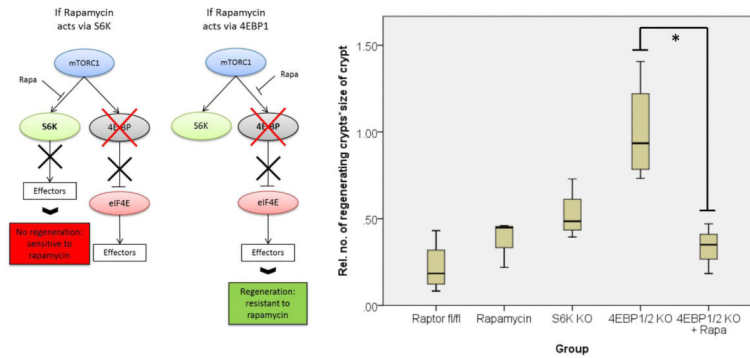 If Rapamycin
acts via S6K
If Rapamycin
acts via 4EBP1
mTORC1
Rapa
S6K
4EBP
Effectors
eIF4E
No regeneration:
sensitive to
rapamycin
Effectors
mTORC1
Rapa
S6K
4EBP
eIF4E
Effectors
Regeneration:
resistant to
rapamycin
Rel. no. of regenerating crypts*size of crypt
1.50
1.00
.50
.00
*
Raptor fl/fl
Rapamycin
S6K KO
4EBP1/2 KO
4EBP1/2 KO
+ Rapa
Group